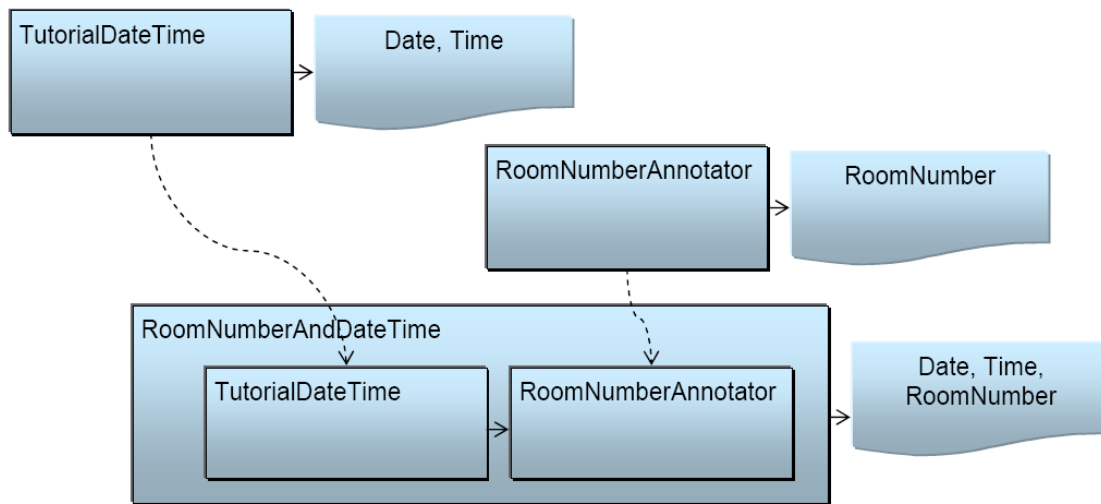 TutorialDateTime
Date, Time
RoomNumberAnnotator
RoomNumber
RoomNumberAndDateTime
TutorialDateTime
RoomNumberAnnotator
Date, Time,
RoomNumber